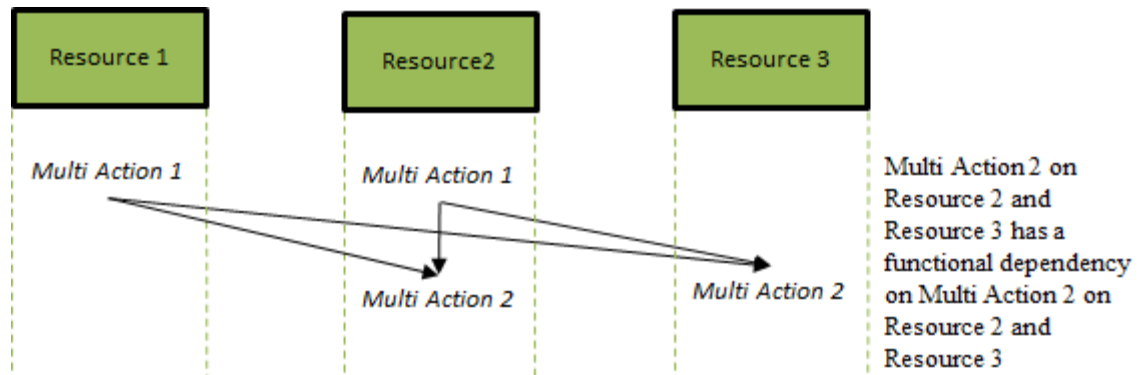 Resource 1
Resource2
Resource 3
Multi Action 1
Multi Action 1
Multi Action 2
Multi Action 2
Multi Action 2 on
Resource 2 and
Resource 3 has a
functional dependency
on Multi Action 2 on
Resource 2 and
Resource 3